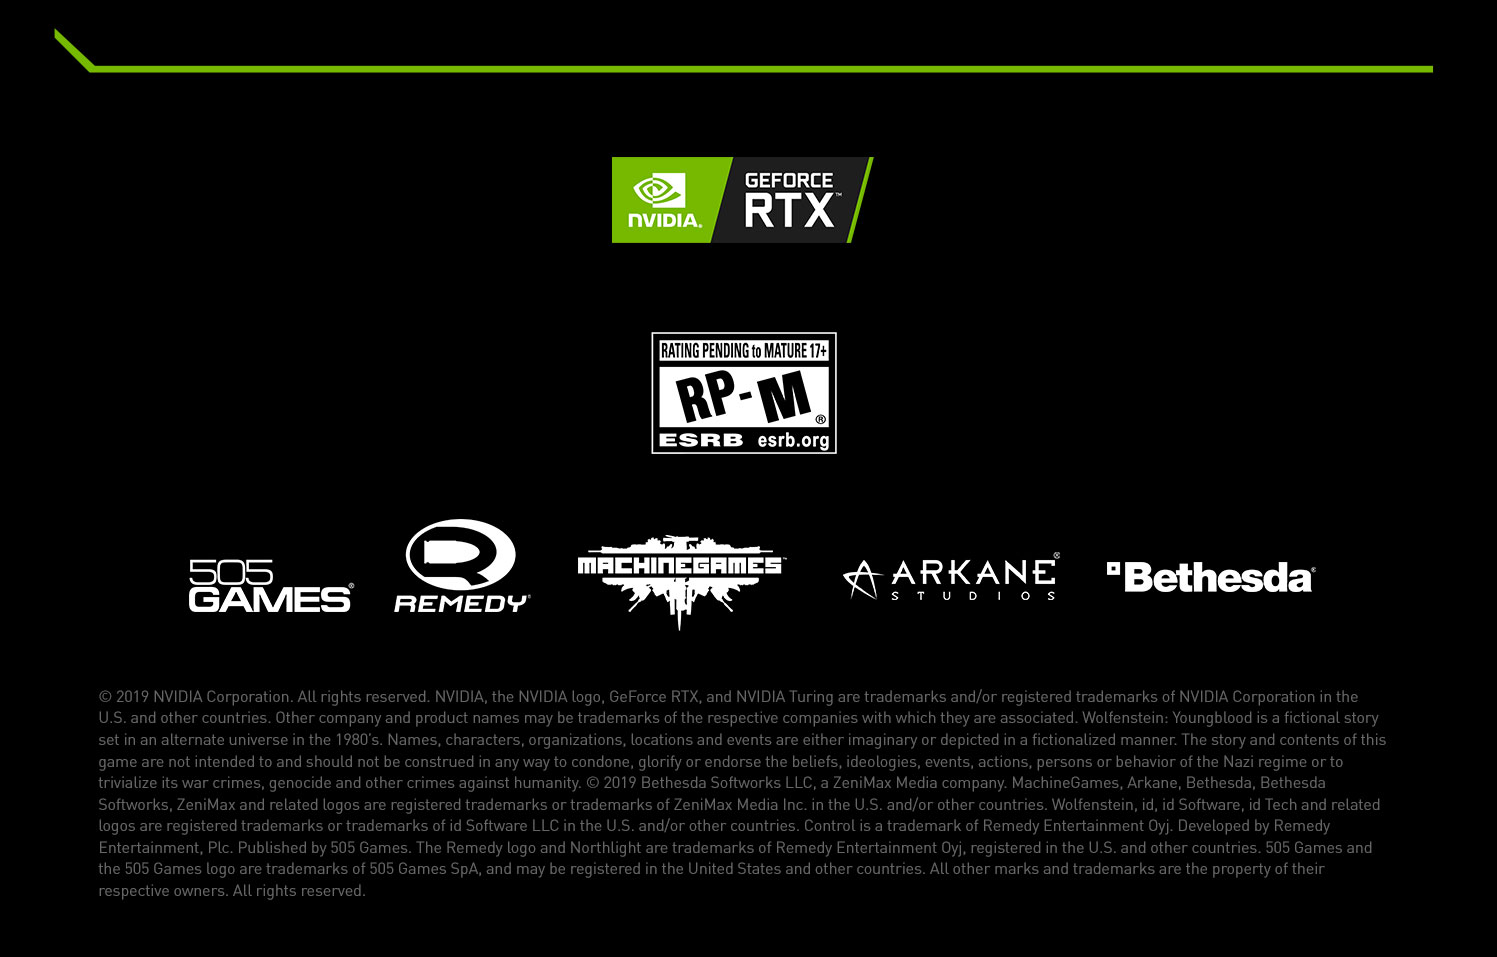 NVIDIA.
GEFORCE
RTX™
RATING PENDING to MATURE 17+
RP-M®
ESRB esrb.org
505
GAMES®
REMEDY®
MACHINEGAMES™
ARKANE®
STUDIOS
Bethesda®
© 2019 NVIDIA Corporation. All rights reserved. NVIDIA, the NVIDIA logo, GeForce RTX, and NVIDIA Turing are trademarks and/or registered trademarks of NVIDIA Corporation in the
U.S. and other countries. Other company and product names may be trademarks of the respective companies with which they are associated. Wolfenstein: Youngblood is a fictional story
set in an alternate universe in the 1980's. Names, characters, organizations, locations and events are either imaginary or depicted in a fictionalized manner. The story and contents of this
game are not intended to and should not be construed in any way to condone, glorify or endorse the beliefs, ideologies, events, actions, persons or behavior of the Nazi regime or to
trivialize its war crimes, genocide and other crimes against humanity. © 2019 Bethesda Softworks LLC, a ZeniMax Media company. MachineGames, Arkane, Bethesda, Bethesda
Softworks, ZeniMax and related logos are registered trademarks or trademarks of ZeniMax Media Inc. in the U.S. and/or other countries. Wolfenstein, id, id Software, id Tech and related
logos are registered trademarks or trademarks of id Software LLC in the U.S. and/or other countries. Control is a trademark of Remedy Entertainment Oyj. Developed by Remedy
Entertainment, Plc. Published by 505 Games. The Remedy logo and Northlight are trademarks of Remedy Entertainment Oyj, registered in the U.S. and other countries. 505 Games and
the 505 Games logo are trademarks of 505 Games SpA, and may be registered in the United States and other countries. All other marks and trademarks are the property of their
respective owners. All rights reserved.